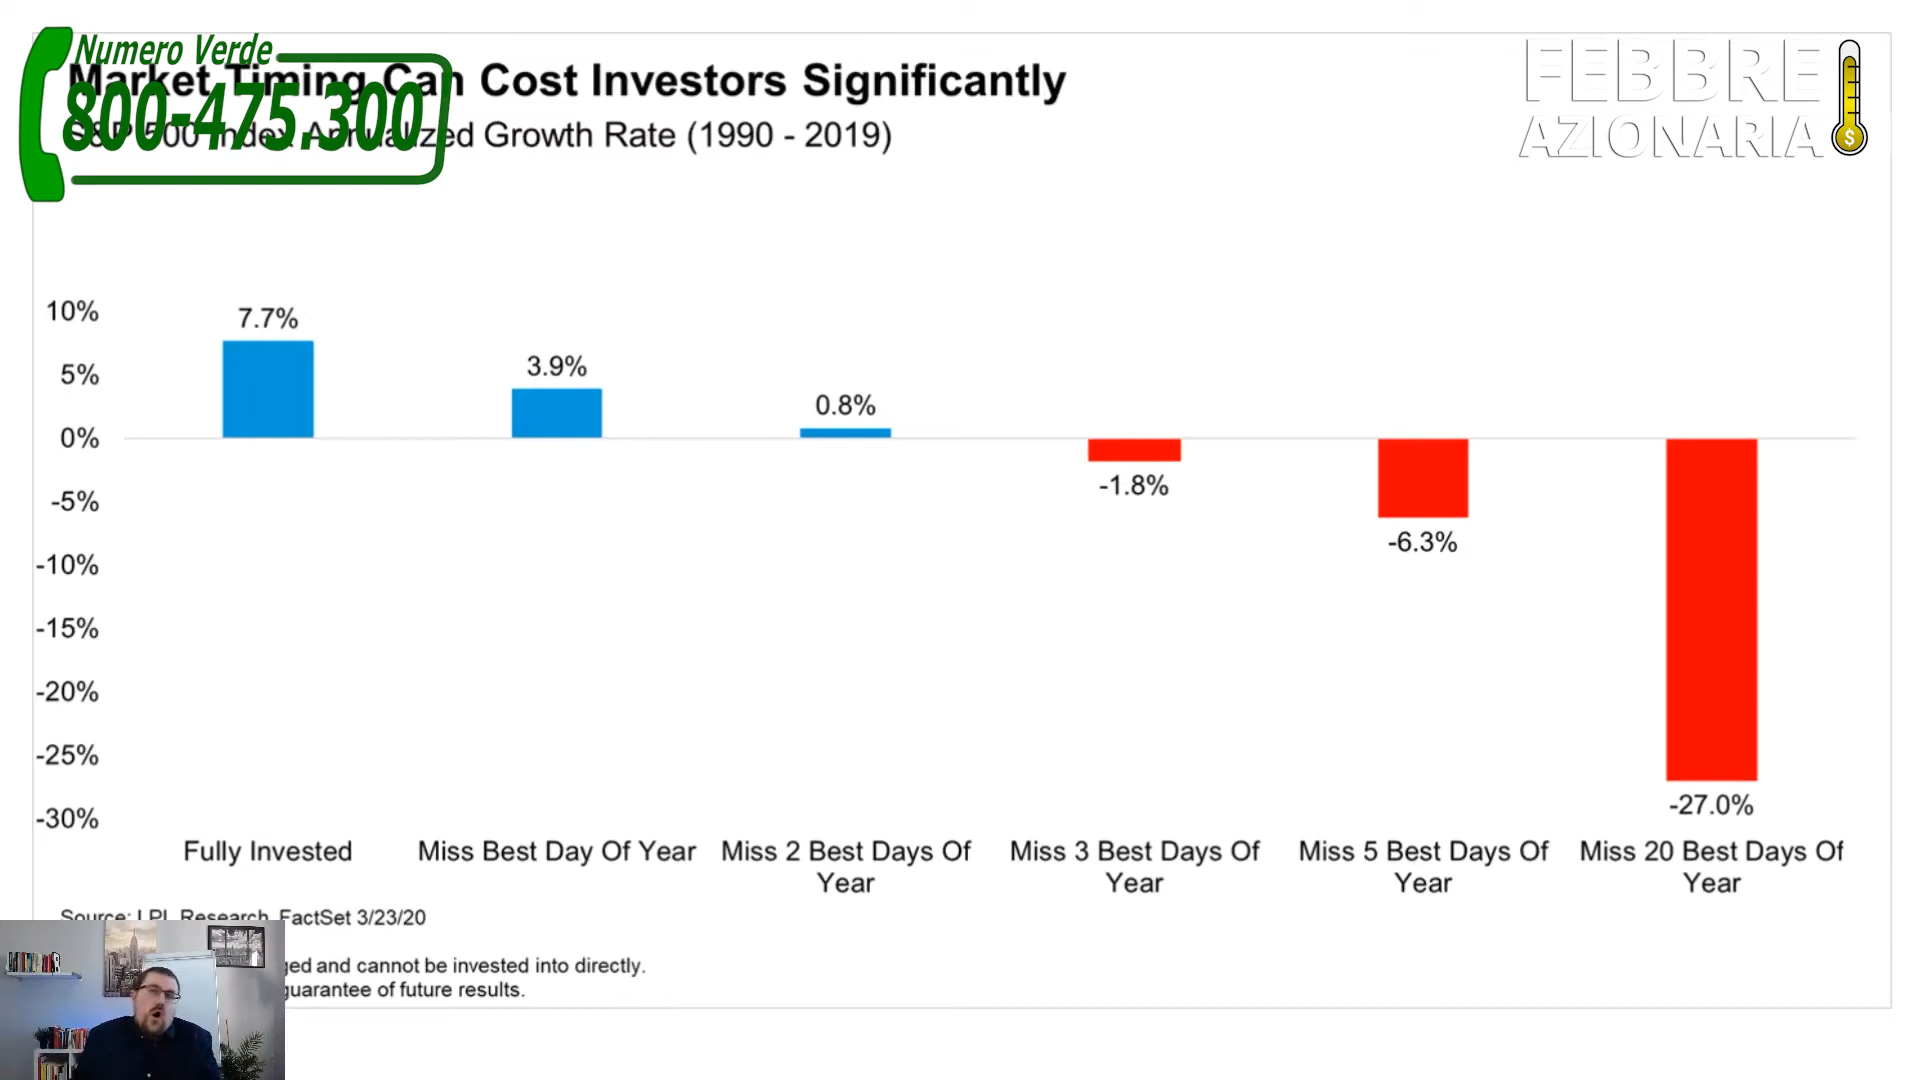 Numero Verde
800-475.300
Market Timing Can Cost Investors Significantly
S&P 500 Index Annualized Growth Rate (1990 - 2019)
FEBBRE
AZIONARIA
$
10%
5%
0%
-5%
-10%
-15%
-20%
-25%
-30%
7.7%
3.9%
0.8%
-1.8%
-6.3%
-27.0%
Fully Invested
Miss Best Day Of Year
Miss 2 Best Days Of
Year
Miss 3 Best Days Of
Year
Miss 5 Best Days Of
Year
Miss 20 Best Days Of
Year
Source: LPL Research, FactSet 3/23/20
and cannot be invested into directly.
guarantee of future results.